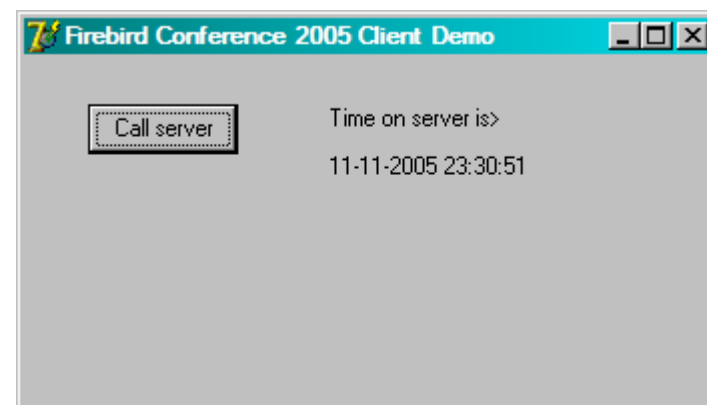 Firebird Conference 2005 Client Demo
Call server
Time on server is>
11-11-2005 23:30:51